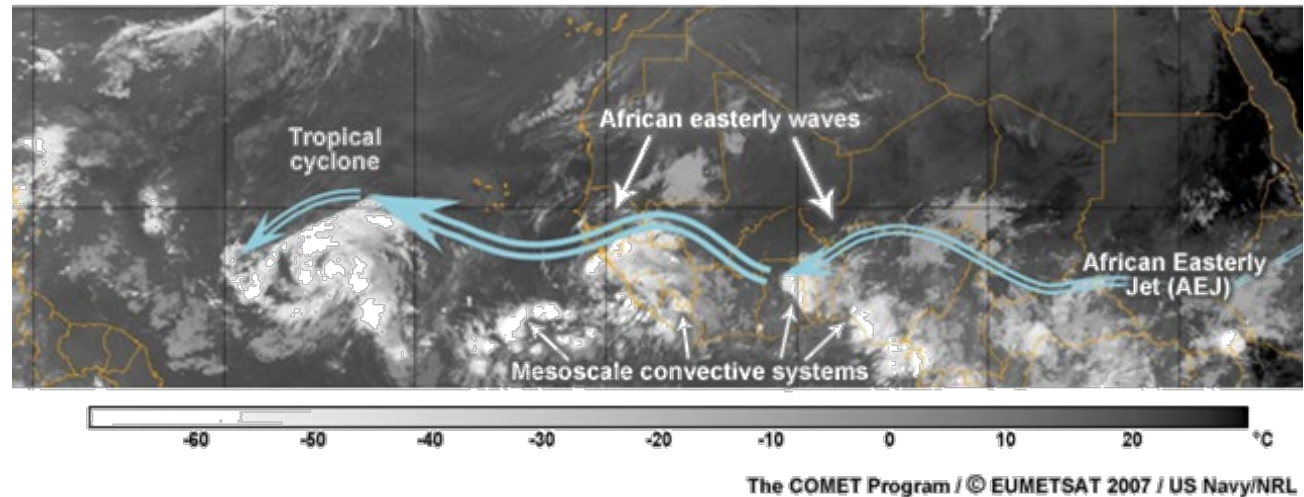 African easterly waves
Tropical
cyclone
African Easterly
Jet (AEJ)
Mesoscale convective systems
-60 -50 -40 -30 -20 -10 0 10 20 °C
The COMET Program / © EUMETSAT 2007 / US Navy/NRL